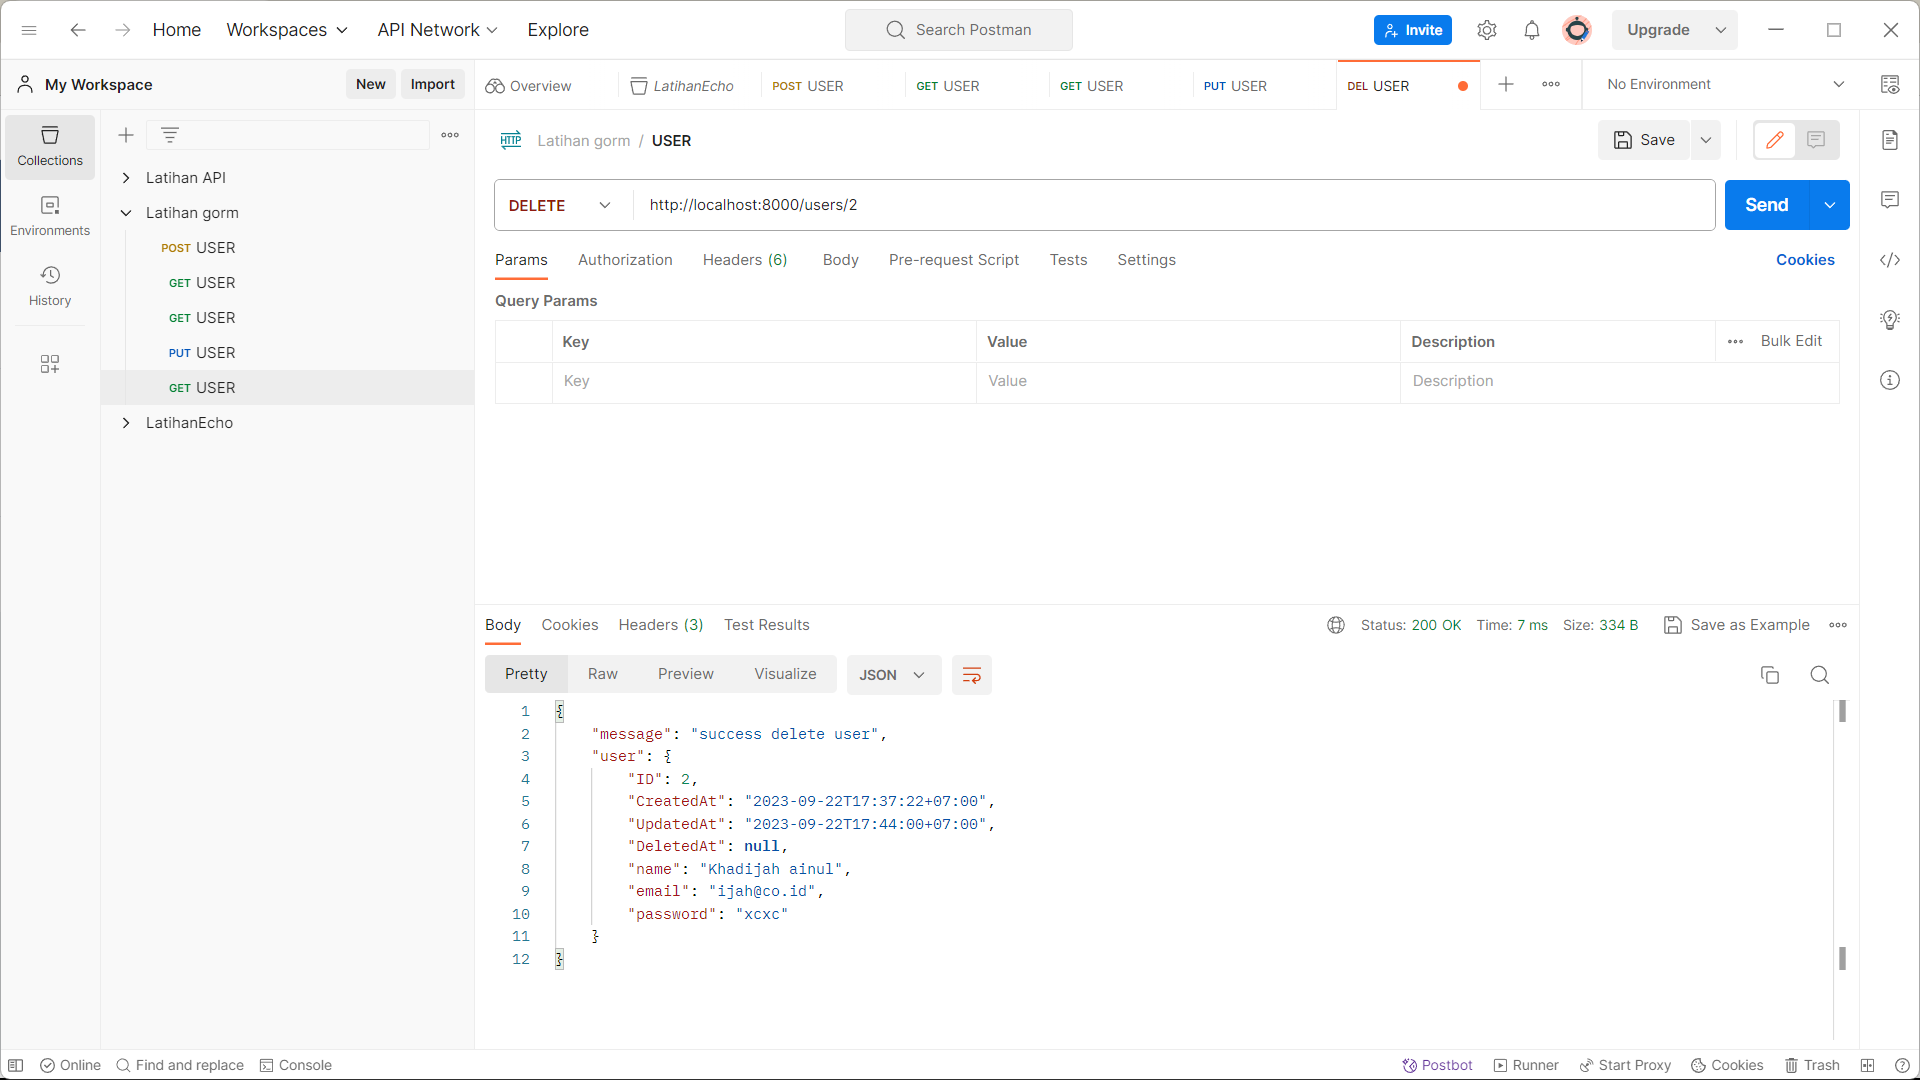 Home Workspaces API Network Explore Search Postman Invite Upgrade
My Workspace New Import Overview LatihanEcho POST USER GET USER GET USER PUT USER DEL USER No Environment
Collections
Environments
History
Latihan API
Latihan gorm
POST USER
GET USER
GET USER
PUT USER
GET USER
LatihanEcho
HTTP Latihan gorm / USER Save
DELETE http://localhost:8000/users/2 Send
Params Authorization Headers (6) Body Pre-request Script Tests Settings Cookies
Query Params
Key Value Description Bulk Edit
Key Value Description
Body Cookies Headers (3) Test Results Status: 200 OK Time: 7 ms Size: 334 B Save as Example
Pretty Raw Preview Visualize JSON
1 {
2 "message": "success delete user",
3 "user": {
4 "ID": 2,
5 "CreatedAt": "2023-09-22T17:37:22+07:00",
6 "UpdatedAt": "2023-09-22T17:44:00+07:00",
7 "DeletedAt": null,
8 "name": "Khadijah ainul",
9 "email": "ijah@co.id",
10 "password": "xcxc"
11 }
12 }
Online Find and replace Console Postbot Runner Start Proxy Cookies Trash